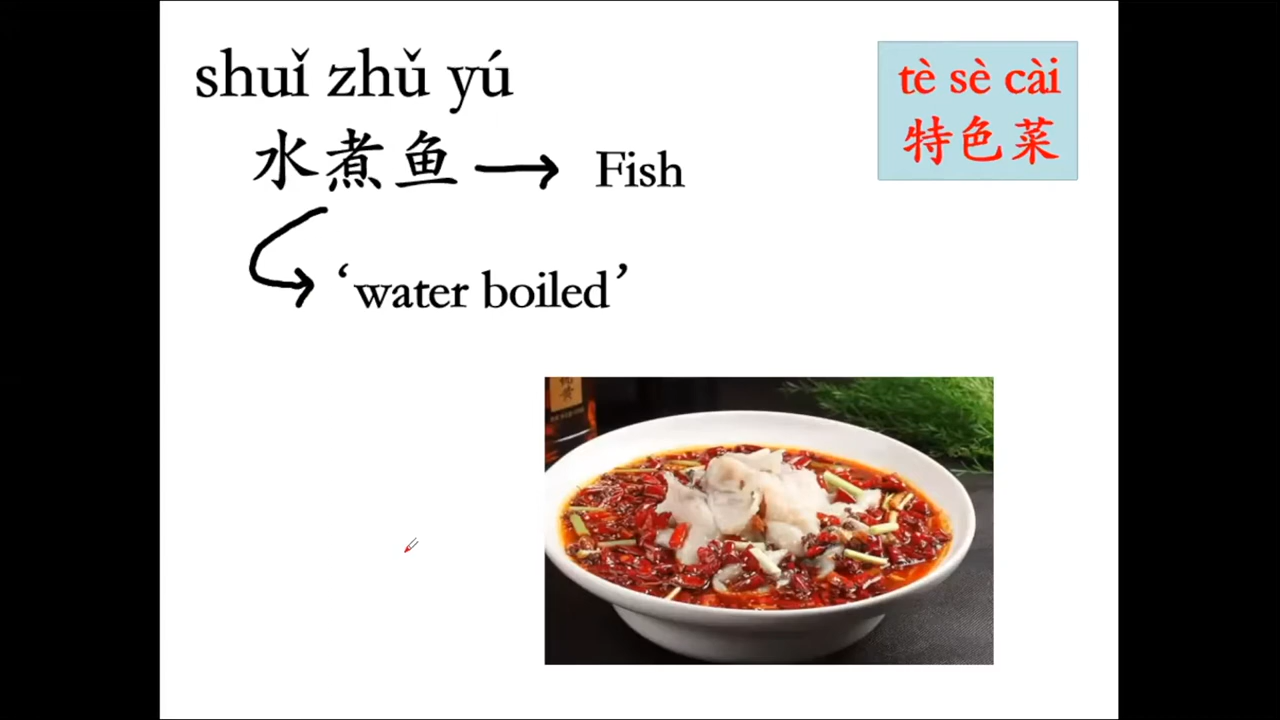 shuǐ zhǔ yú
水煮鱼 → Fish
‘water boiled’
tè sè cài
特色菜